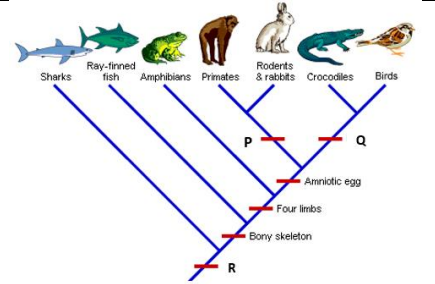 Sharks
Ray-finned
fish
Amphibians
Primates
Rodents
& rabbits
Crocodiles
Birds
P
Q
Amniotic egg
Four limbs
Bony skeleton
R